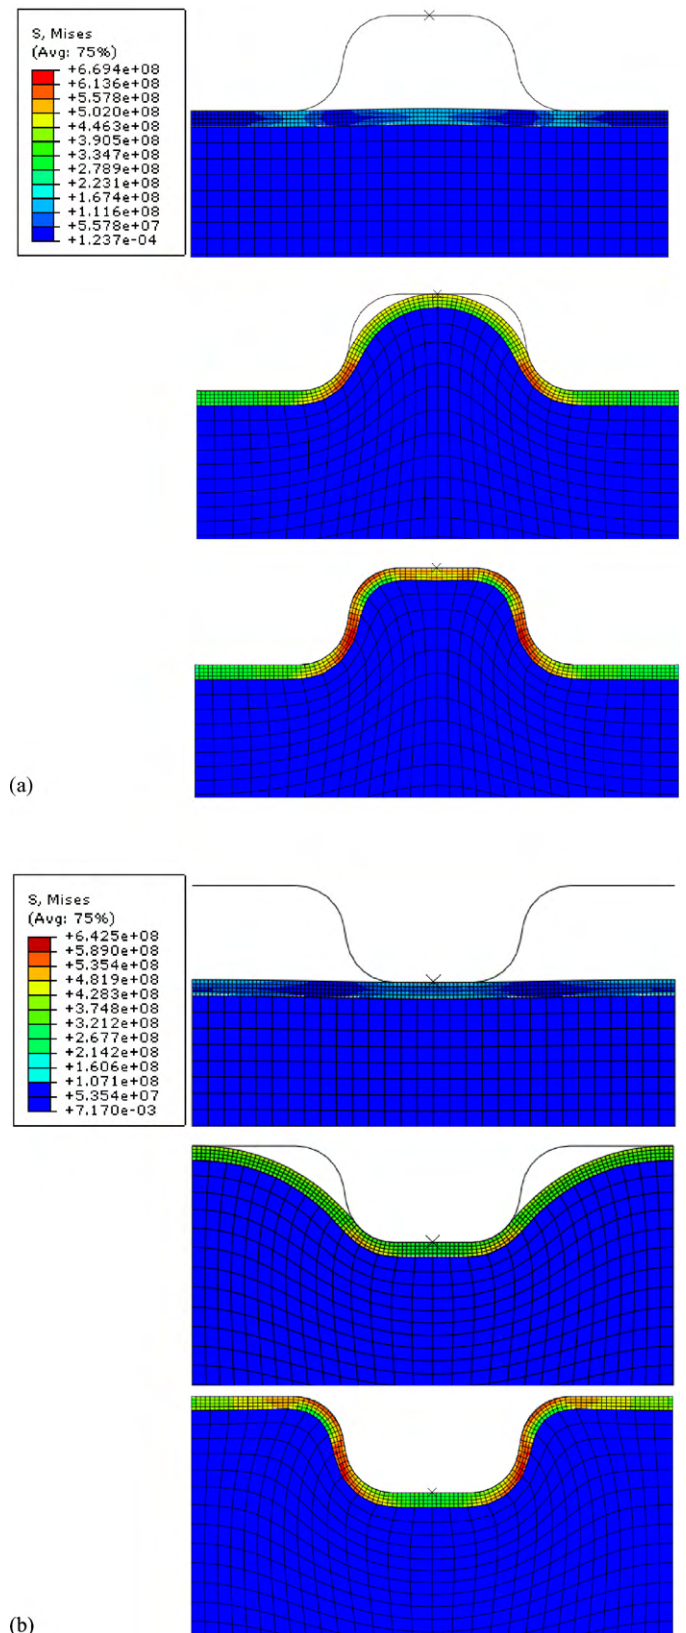 S, Mises
(Avg: 75%)
+6.694e+08
+6.136e+08
+5.578e+08
+5.020e+08
+4.463e+08
+3.905e+08
+3.347e+08
+2.789e+08
+2.231e+08
+1.674e+08
+1.116e+08
+5.578e+07
+1.237e-04
(a)
S, Mises
(Avg: 75%)
+6.425e+08
+5.890e+08
+5.354e+08
+4.819e+08
+4.283e+08
+3.748e+08
+3.212e+08
+2.677e+08
+2.142e+08
+1.606e+08
+1.071e+08
+5.354e+07
+7.170e-03
(b)